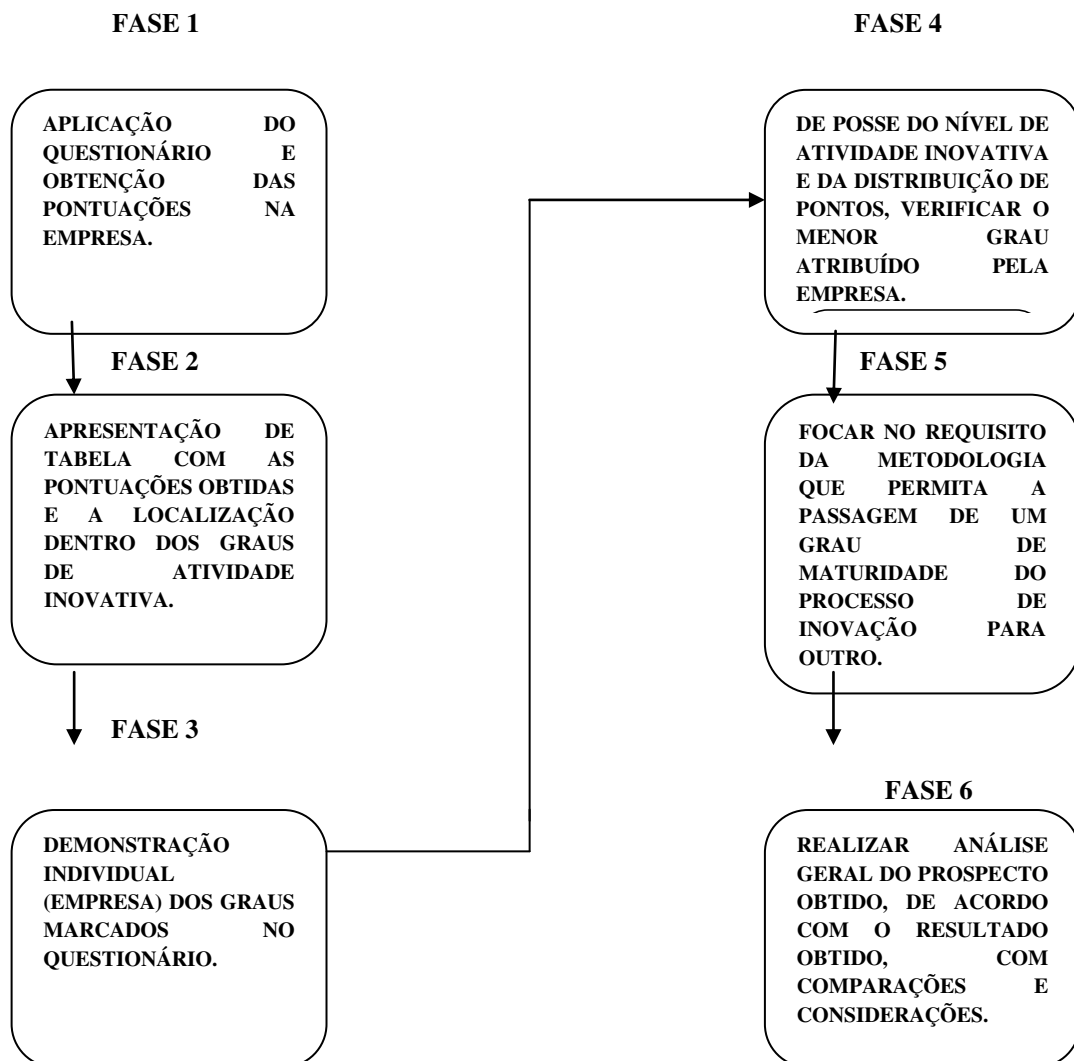 FASE 1
APLICAÇÃO DO
QUESTIONÁRIO E
OBTENÇÃO DAS
PONTUAÇÕES NA
EMPRESA.
FASE 2
APRESENTAÇÃO DE
TABELA COM AS
PONTUAÇÕES OBTIDAS
E A LOCALIZAÇÃO
DENTRO DOS GRAUS
DE ATIVIDADE
INOVATIVA.
FASE 3
DEMONSTRAÇÃO
INDIVIDUAL
(EMPRESA) DOS GRAUS
MARCADOS NO
QUESTIONÁRIO.
FASE 4
DE POSSE DO NÍVEL DE
ATIVIDADE INOVATIVA
E DA DISTRIBUIÇÃO DE
PONTOS, VERIFICAR O
MENOR GRAU
ATRIBUÍDO PELA
EMPRESA.
FASE 5
FOCAR NO REQUISITO
DA METODOLOGIA
QUE PERMITA A
PASSAGEM DE UM
GRAU DE
MATURIDADE DO
PROCESSO DE
INOVAÇÃO PARA
OUTRO.
FASE 6
REALIZAR ANÁLISE
GERAL DO PROSPECTO
OBTIDO, DE ACORDO
COM O RESULTADO
OBTIDO, COM
COMPARAÇÕES E
CONSIDERAÇÕES.